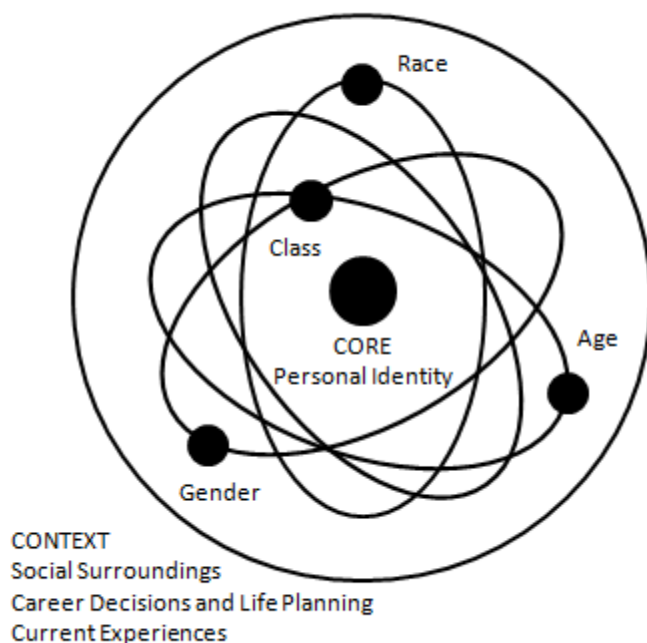 Race
Class
CORE
Personal Identity
Age
Gender
CONTEXT
Social Surroundings
Career Decisions and Life Planning
Current Experiences